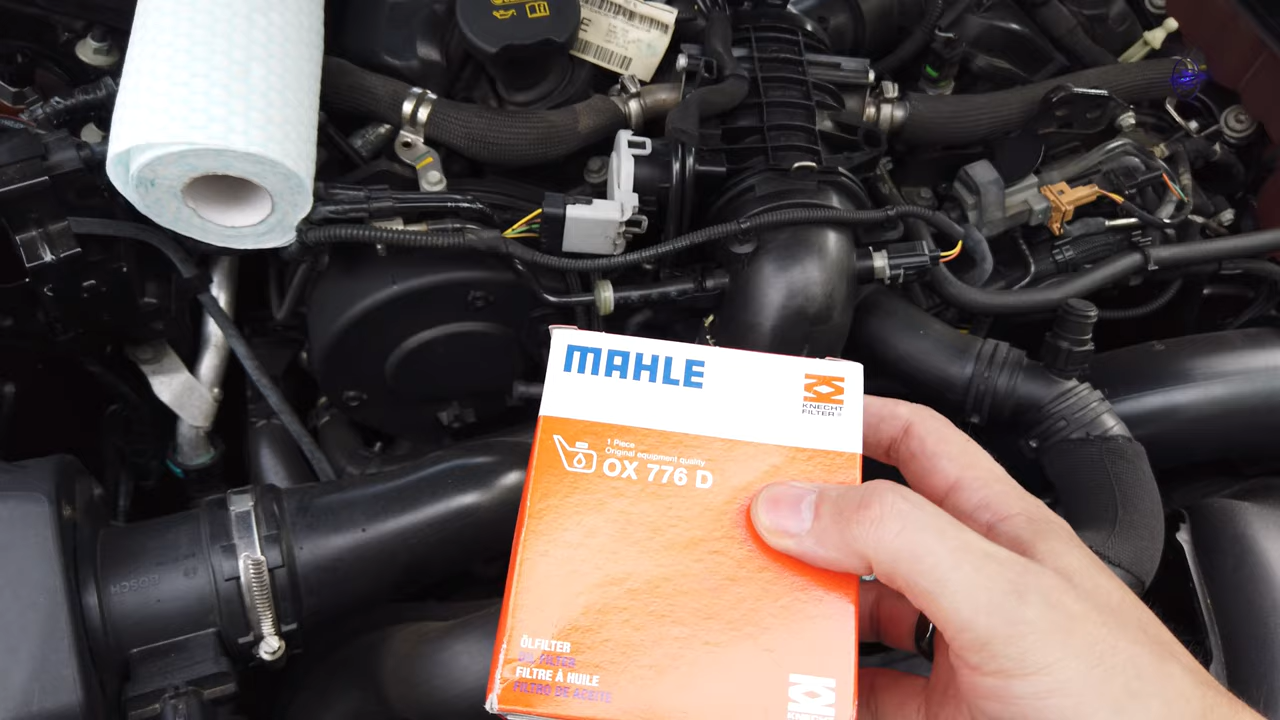 MAHLE
KNECHT
FILTER
1 Piece
Original equipment quality
OX 776 D
BOSCH
ÖLFILTER
OIL FILTER
FILTRE À HUILE
FILTRO DE ACEITE